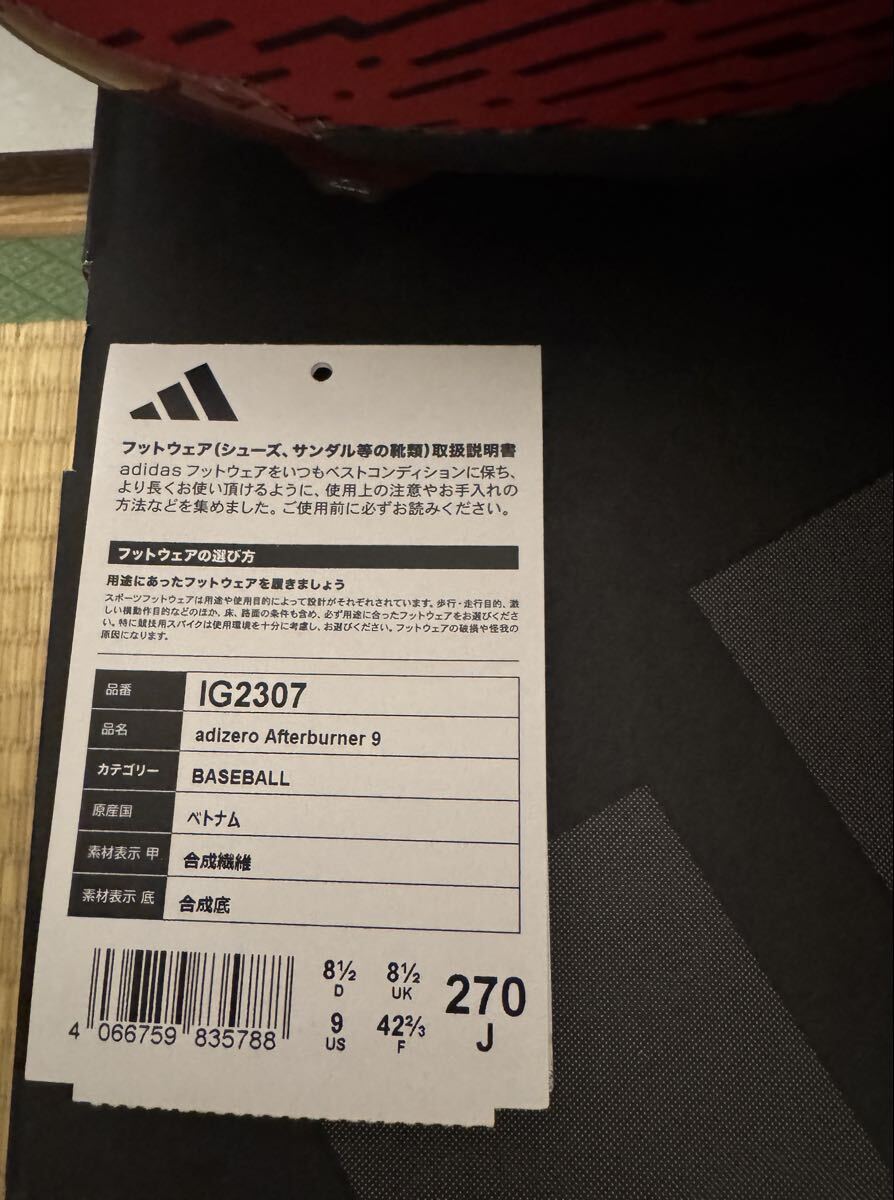 フットウェア(シューズ、サンダル等の靴類)取扱説明書
adidas フットウェアをいつもベストコンディションに保ち、
より長くお使い頂けるように、使用上の注意やお手入れの
方法などを集めました。ご使用前に必ずお読みください。
フットウェアの選び方
用途にあったフットウェアを履きましょう
スポーツフットウェアは用途や使用目的によって設計がそれぞれされています。歩行・走行目的、激
しい横動作目的などのほか、床、路面の条件も含め、必ず用途に合ったフットウェアをお選びくださ
い。特に競技用スパイクは使用環境を十分に考慮し、お選びください。フットウェアの破損や怪我の
原因になります。
品番 IG2307
品名 adizero Afterburner 9
カテゴリー BASEBALL
原産国 ベトナム
素材表示 甲 合成繊維
素材表示 底 合成底
4 066759 835788
8½ D 8½ UK
9 US 42⅔ F
270 J